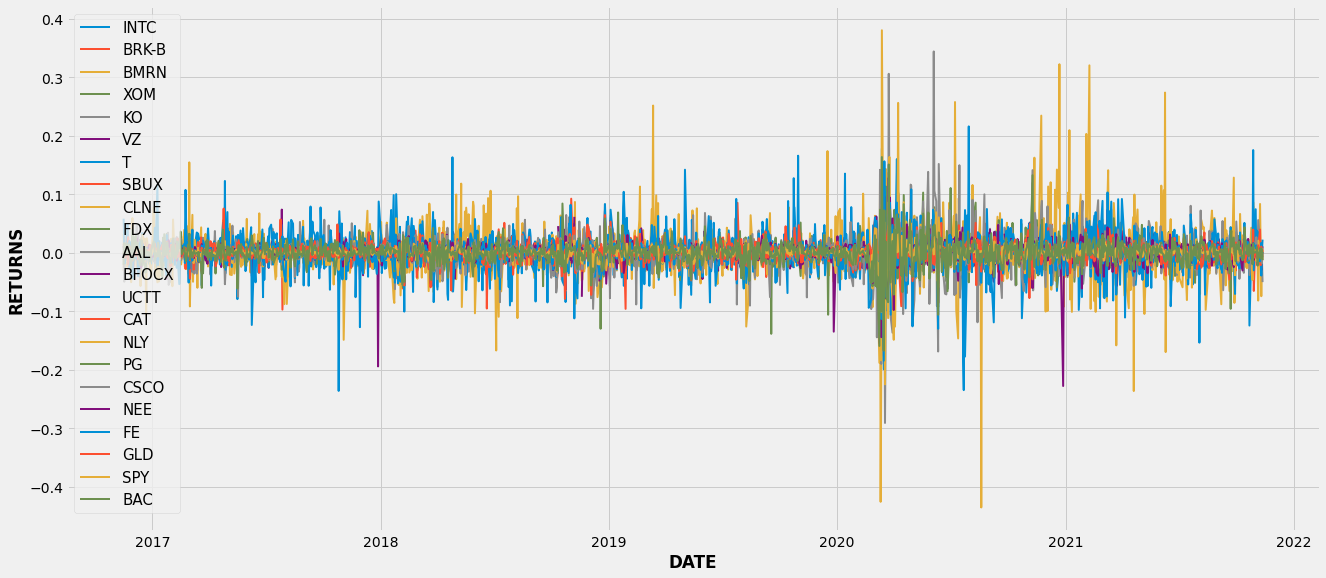 0.4
0.3
0.2
0.1
0.0
−0.1
−0.2
−0.3
−0.4
RETURNS
INTC
BRK-B
BMRN
XOM
KO
VZ
T
SBUX
CLNE
FDX
AAL
BFOCX
UCTT
CAT
NLY
PG
CSCO
NEE
FE
GLD
SPY
BAC
2017 2018 2019 2020 2021 2022
DATE